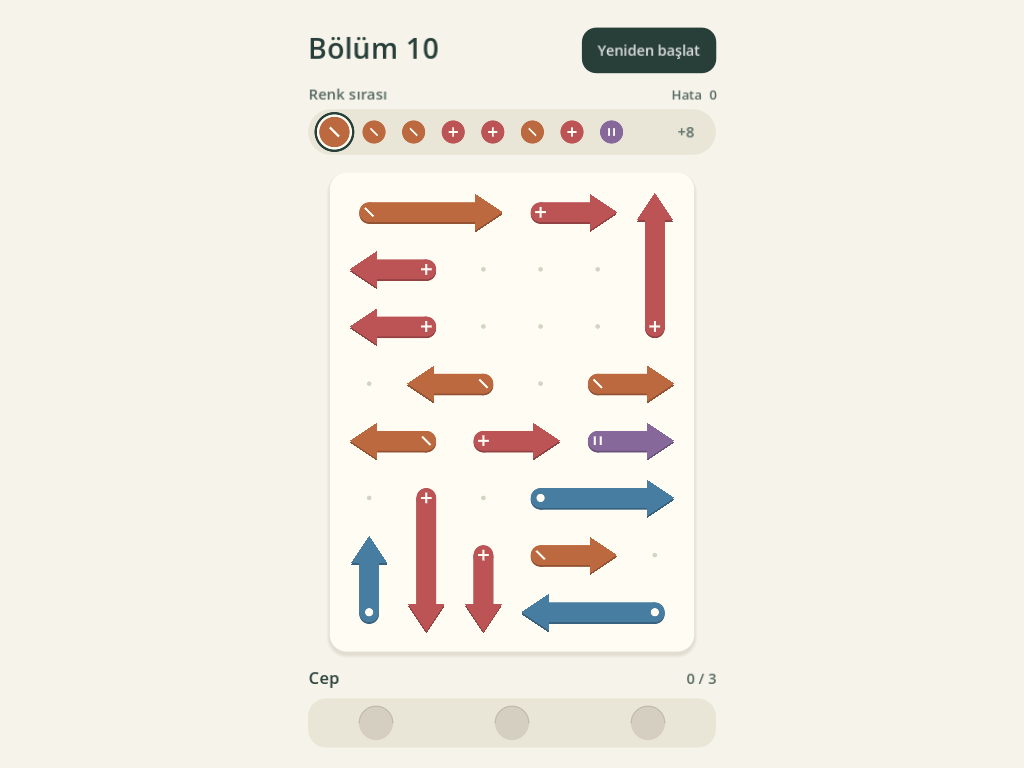 Bölüm 10
Yeniden başlat
Renk sırası
Hata 0
+8
Cep
0 / 3